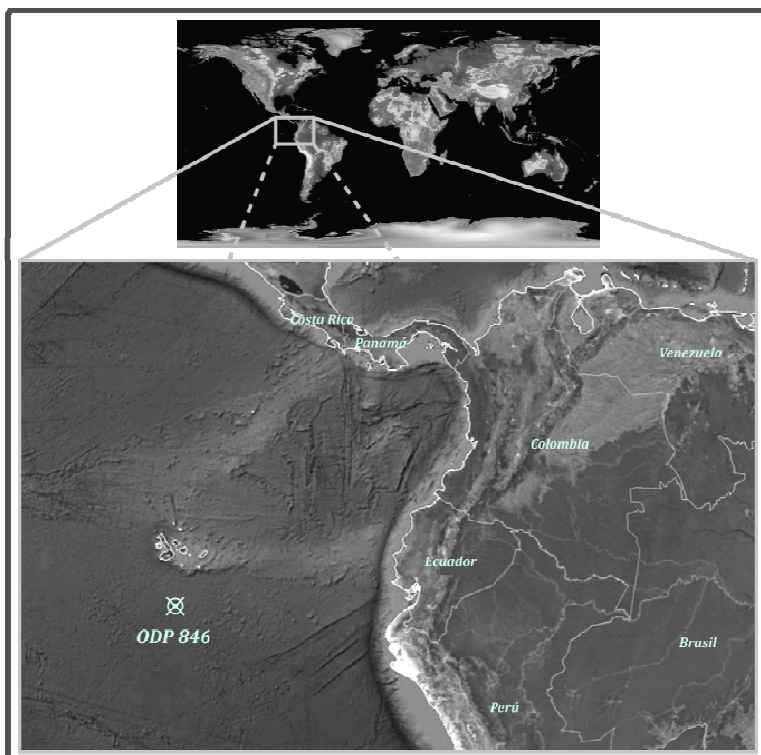 Costa Rica
Panamá
Venezuela
Colombia
Ecuador
ODP 846
Brasil
Perú